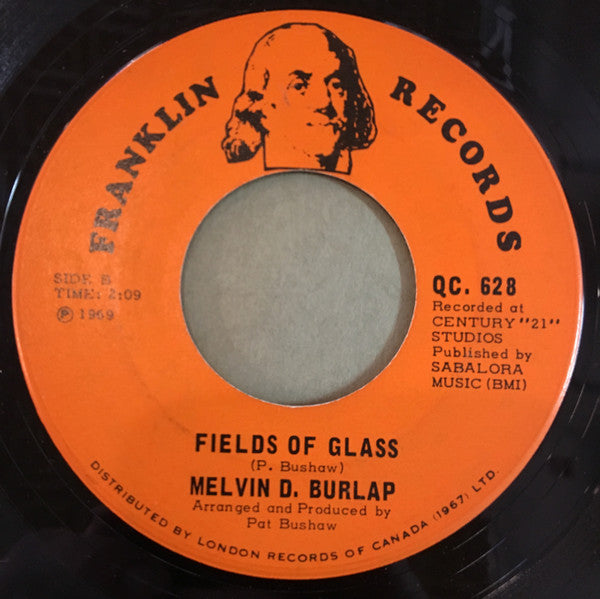 FRANKLIN RECORDS
SIDE B
TIME: 2:09
℗ 1969
QC. 628
Recorded at
CENTURY "21"
STUDIOS
Published by
SABALORA
MUSIC (BMI)
FIELDS OF GLASS
(P. Bushaw)
MELVIN D. BURLAP
Arranged and Produced by
Pat Bushaw
DISTRIBUTED BY LONDON RECORDS OF CANADA (1967) LTD.